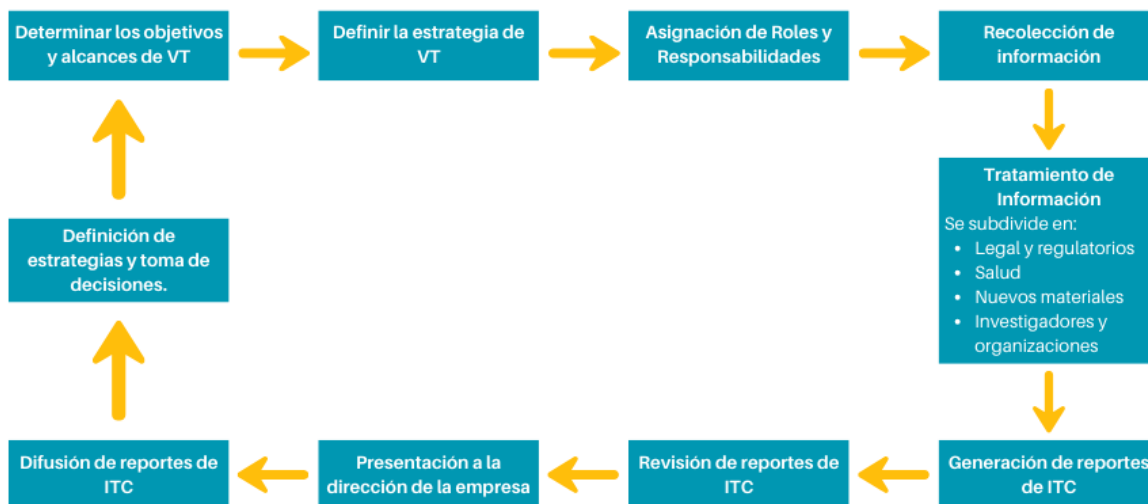 Determinar los objetivos
y alcances de VT
Definir la estrategia de
VT
Asignación de Roles y
Responsabilidades
Recolección de
información
Tratamiento de
Información
Se subdivide en:
• Legal y regulatorios
• Salud
• Nuevos materiales
• Investigadores y
organizaciones
Generación de reportes
de ITC
Revisión de reportes de
ITC
Presentación a la
dirección de la empresa
Difusión de reportes de
ITC
Definición de
estrategias y toma de
decisiones.